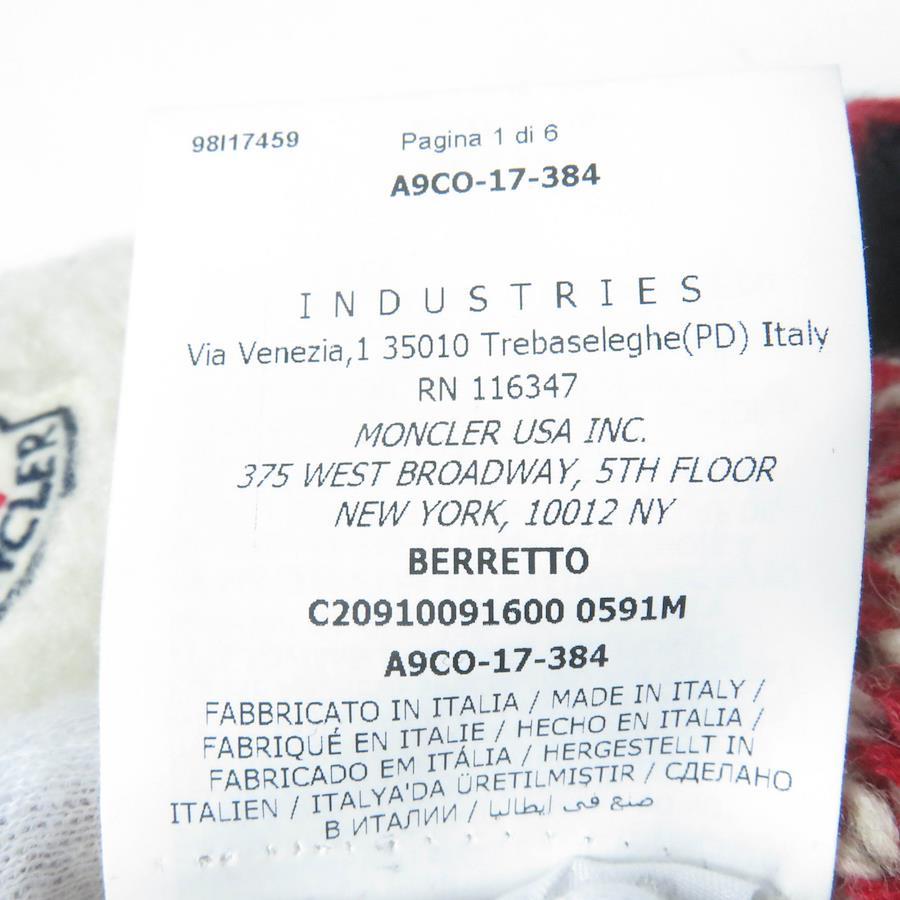 98I17459
Pagina 1 di 6
A9CO-17-384
INDUSTRIES
Via Venezia,1 35010 Trebaseleghe(PD) Italy
RN 116347
MONCLER USA INC.
375 WEST BROADWAY, 5TH FLOOR
NEW YORK, 10012 NY
BERRETTO
C20910091600 0591M
A9CO-17-384
FABBRICATO IN ITALIA / MADE IN ITALY /
FABRIQUÉ EN ITALIE / HECHO EN ITALIA /
FABRICADO EM ITÁLIA / HERGESTELLT IN
ITALIEN / ITALYA'DA ÜRETILMIŞTIR / СДЕЛАНО
В ИТАЛИИ / صنع في ايطاليا